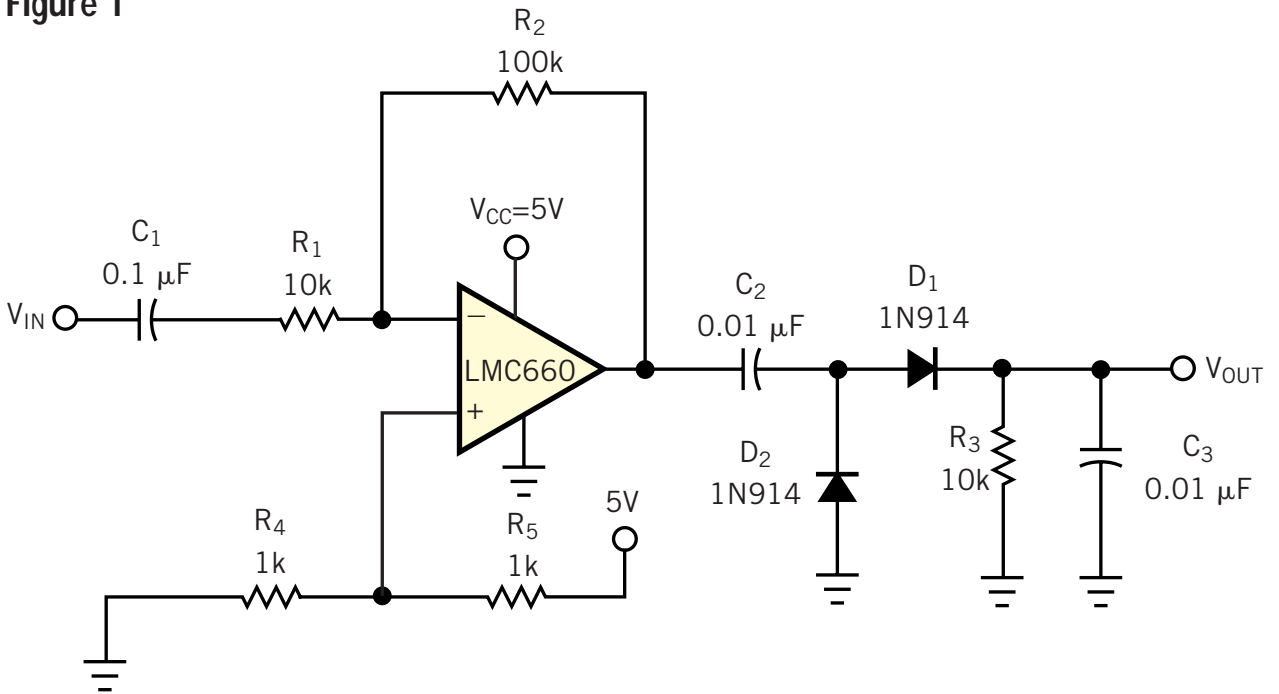 Figure 1
R2
100k
VCC=5V
C1
0.1 μF
R1
10k
VIN
−
LMC660
+
C2
0.01 μF
D1
1N914
VOUT
D2
1N914
R3
10k
C3
0.01 μF
5V
R4
1k
R5
1k